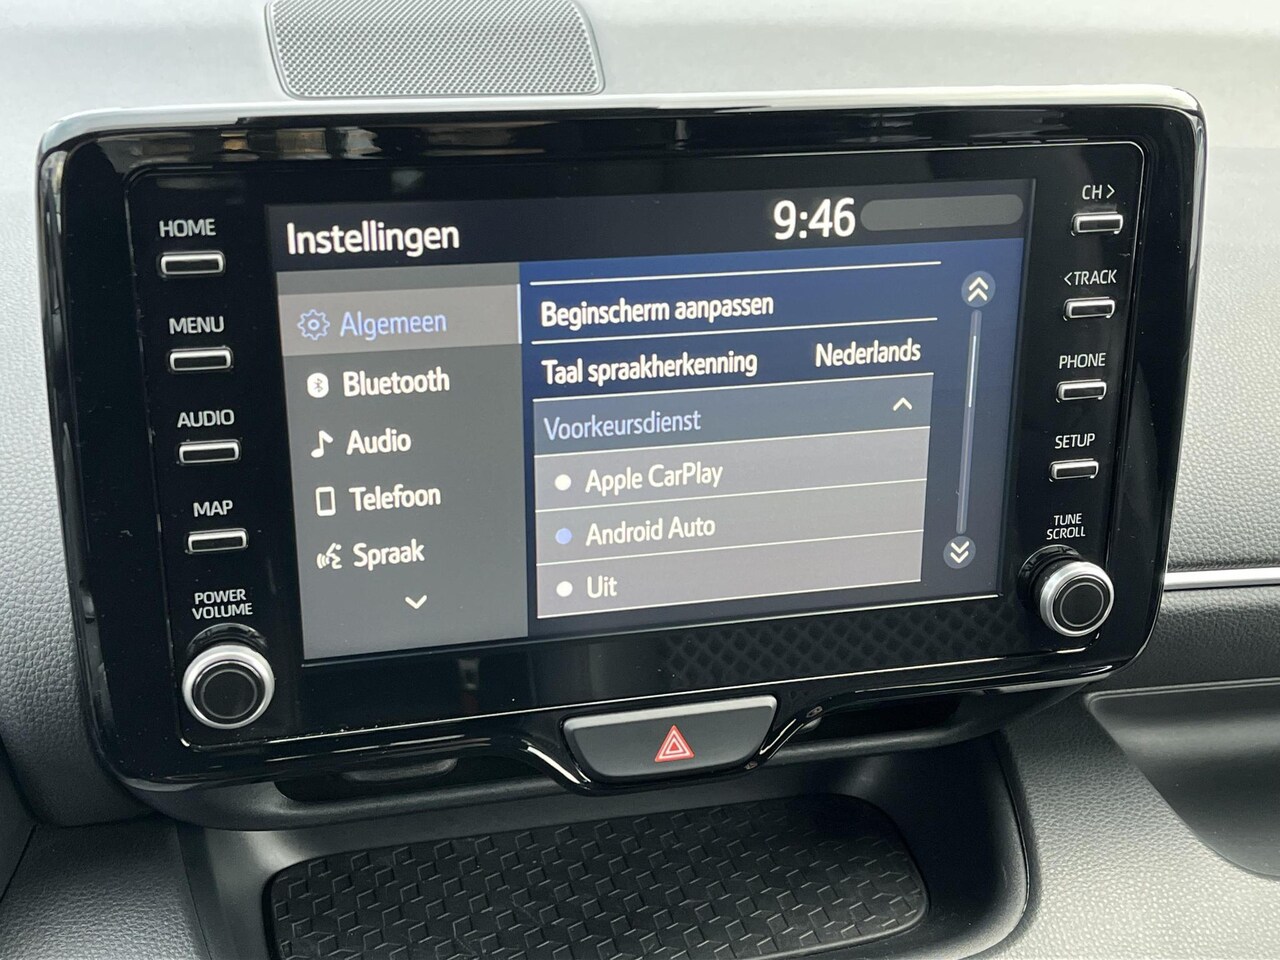 HOME
MENU
AUDIO
MAP
POWER
VOLUME
Instellingen
9:46
Algemeen
Bluetooth
Audio
Telefoon
Spraak
Beginscherm aanpassen
Taal spraakherkenning Nederlands
Voorkeursdienst
Apple CarPlay
Android Auto
Uit
CH >
< TRACK
PHONE
SETUP
TUNE
SCROLL